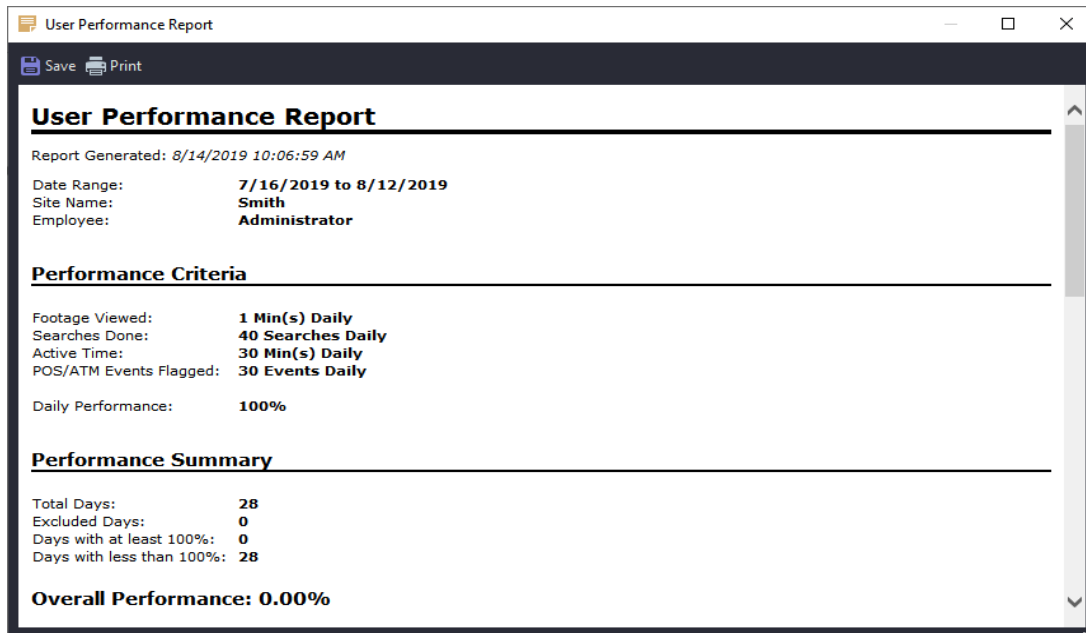 User Performance Report
Save Print
User Performance Report
Report Generated: 8/14/2019 10:06:59 AM
Date Range: 7/16/2019 to 8/12/2019
Site Name: Smith
Employee: Administrator
Performance Criteria
Footage Viewed: 1 Min(s) Daily
Searches Done: 40 Searches Daily
Active Time: 30 Min(s) Daily
POS/ATM Events Flagged: 30 Events Daily
Daily Performance: 100%
Performance Summary
Total Days: 28
Excluded Days: 0
Days with at least 100%: 0
Days with less than 100%: 28
Overall Performance: 0.00%